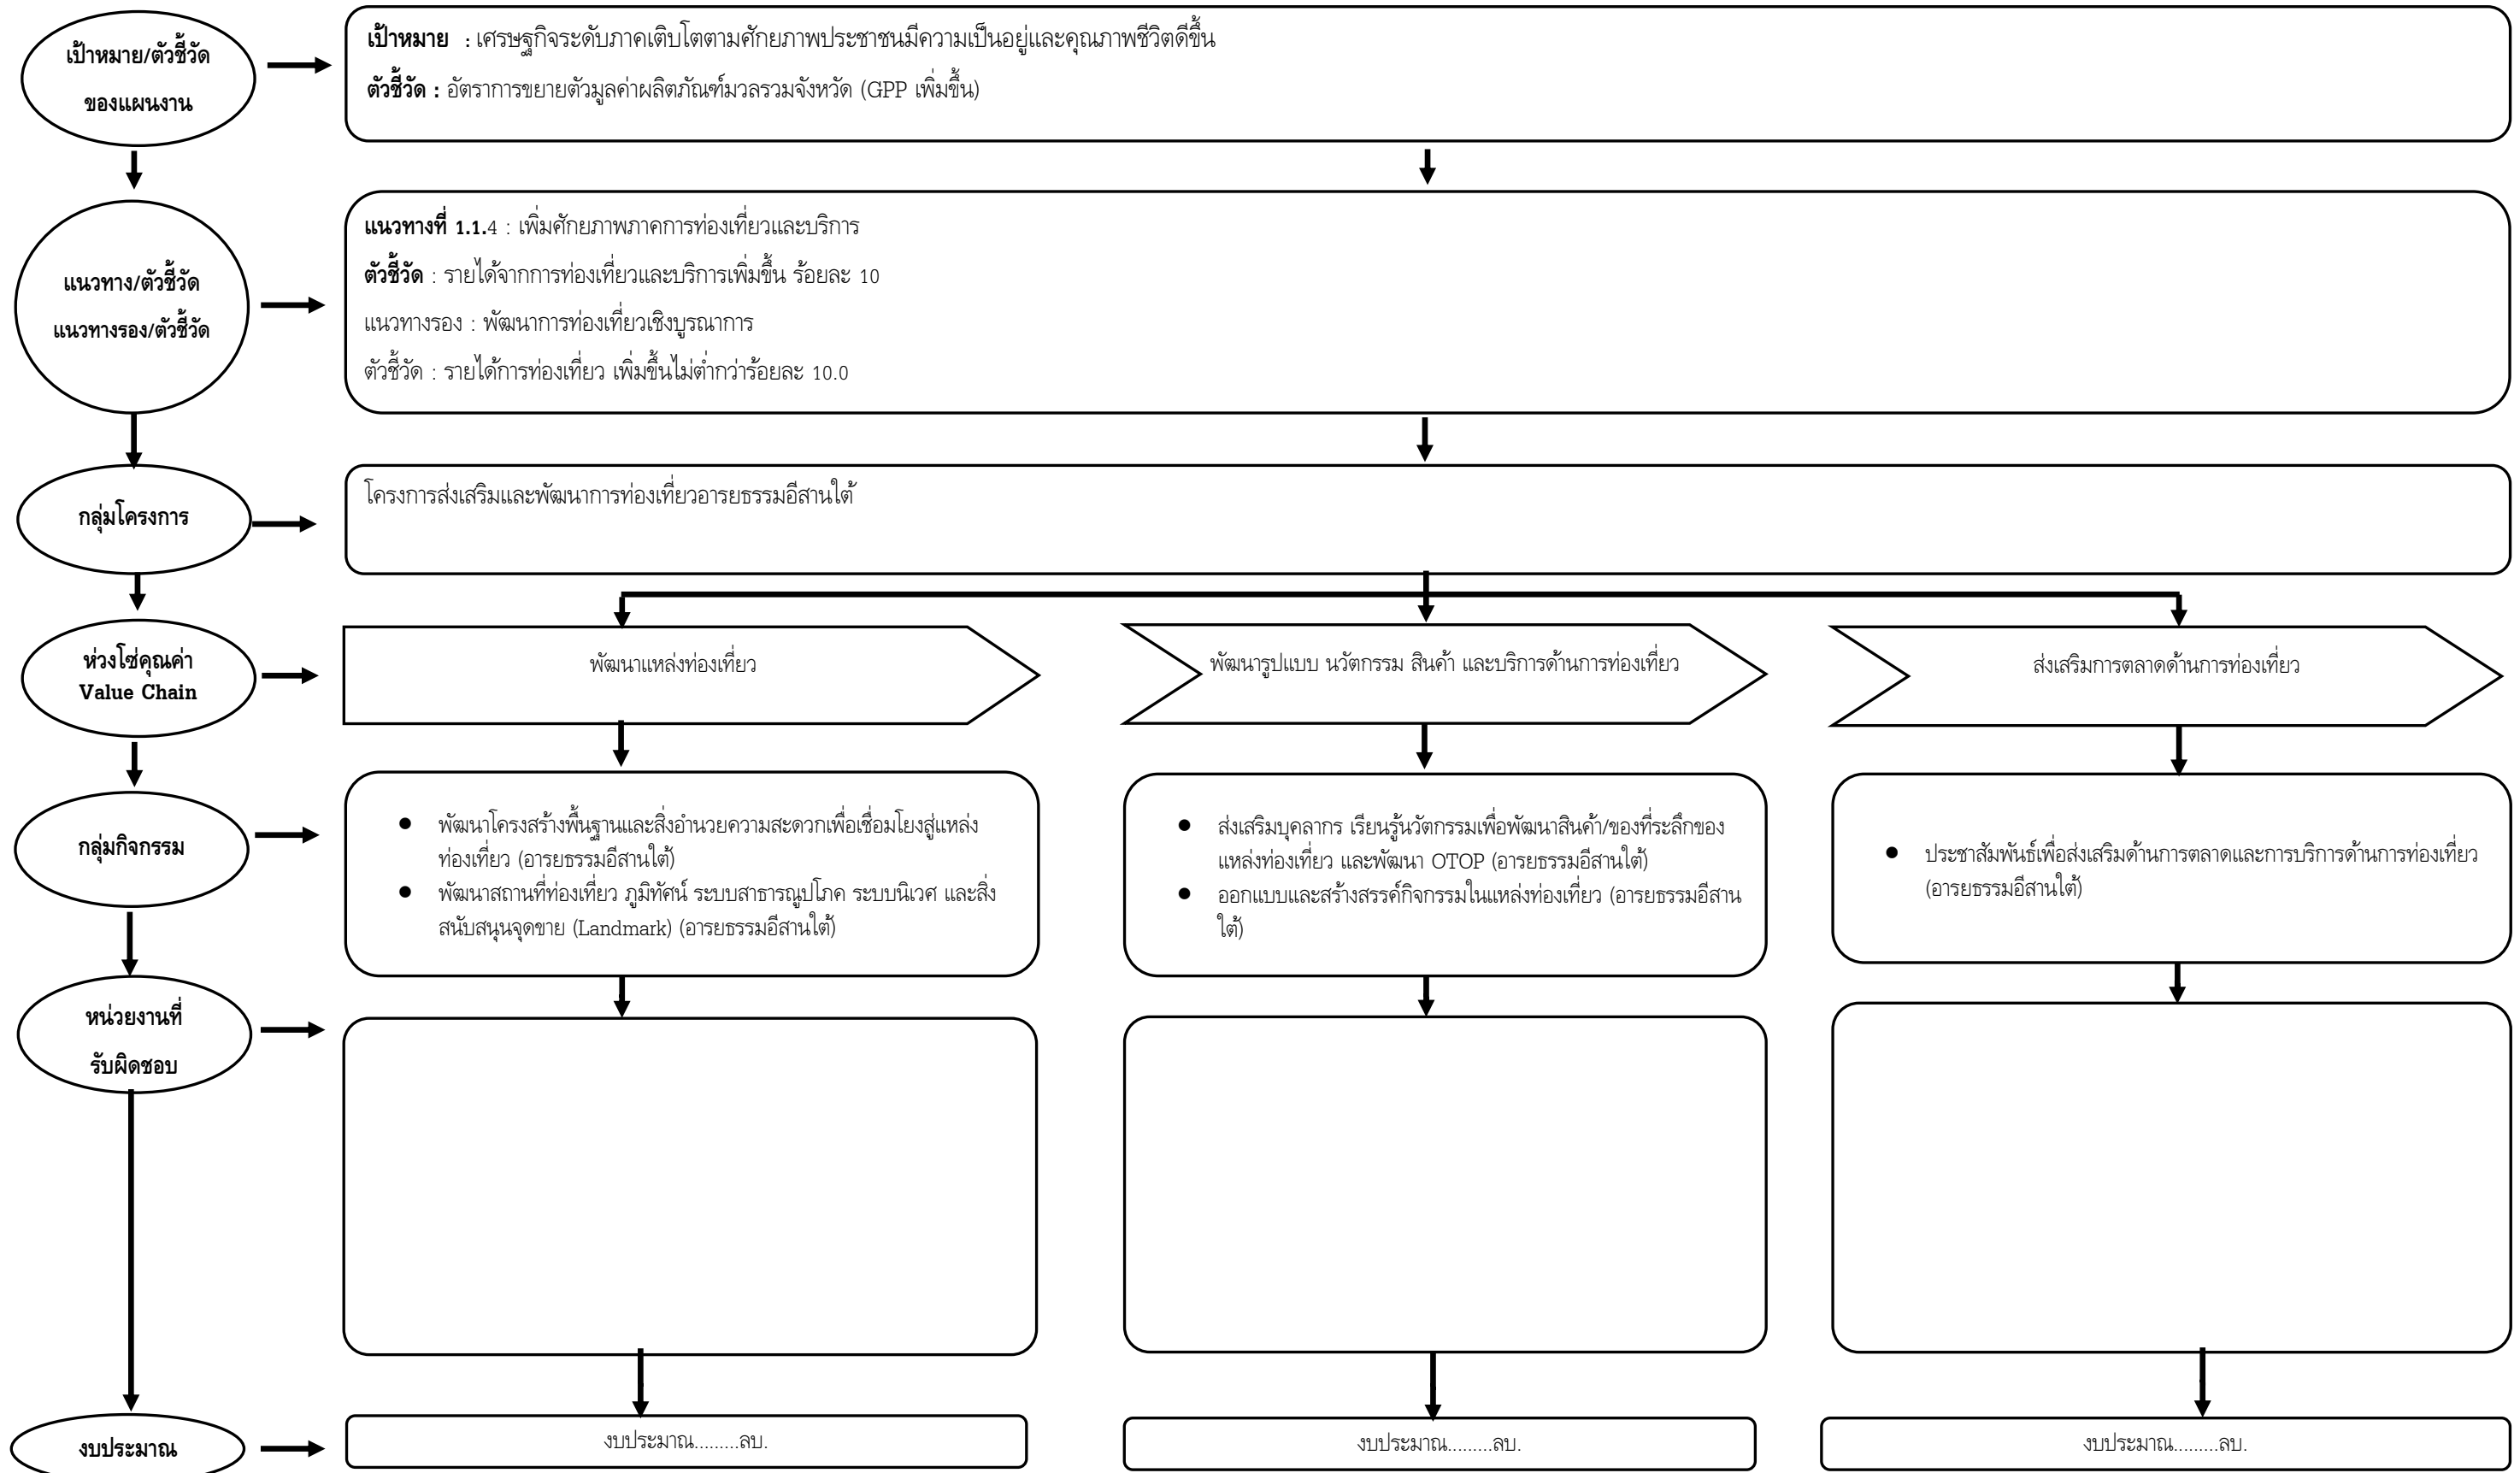 เป้าหมาย/ตัวชี้วัด
ของแผนงาน
เป้าหมาย : เศรษฐกิจระดับภาคเติบโตตามศักยภาพประชาชนมีความเป็นอยู่และคุณภาพชีวิตดีขึ้น
ตัวชี้วัด : อัตราการขยายตัวมูลค่าผลิตภัณฑ์มวลรวมจังหวัด (GPP เพิ่มขึ้น)
แนวทาง/ตัวชี้วัด
แนวทางรอง/ตัวชี้วัด
แนวทางที่ 1.1.4 : เพิ่มศักยภาพภาคการท่องเที่ยวและบริการ
ตัวชี้วัด : รายได้จากการท่องเที่ยวและบริการเพิ่มขึ้น ร้อยละ 10
แนวทางรอง : พัฒนาการท่องเที่ยวเชิงบูรณาการ
ตัวชี้วัด : รายได้การท่องเที่ยว เพิ่มขึ้นไม่ต่ำกว่าร้อยละ 10.0
กลุ่มโครงการ
โครงการส่งเสริมและพัฒนาการท่องเที่ยวอารยธรรมอีสานใต้
ห่วงโซ่คุณค่า
Value Chain
พัฒนาแหล่งท่องเที่ยว
พัฒนารูปแบบ นวัตกรรม สินค้า และบริการด้านการท่องเที่ยว
ส่งเสริมการตลาดด้านการท่องเที่ยว
กลุ่มกิจกรรม
● พัฒนาโครงสร้างพื้นฐานและสิ่งอำนวยความสะดวกเพื่อเชื่อมโยงสู่แหล่ง
ท่องเที่ยว (อารยธรรมอีสานใต้)
● พัฒนาสถานที่ท่องเที่ยว ภูมิทัศน์ ระบบสาธารณูปโภค ระบบนิเวศ และสิ่ง
สนับสนุนจุดขาย (Landmark) (อารยธรรมอีสานใต้)
● ส่งเสริมบุคลากร เรียนรู้นวัตกรรมเพื่อพัฒนาสินค้า/ของที่ระลึกของ
แหล่งท่องเที่ยว และพัฒนา OTOP (อารยธรรมอีสานใต้)
● ออกแบบและสร้างสรรค์กิจกรรมในแหล่งท่องเที่ยว (อารยธรรมอีสาน
ใต้)
● ประชาสัมพันธ์เพื่อส่งเสริมด้านการตลาดและการบริการด้านการท่องเที่ยว
(อารยธรรมอีสานใต้)
หน่วยงานที่
รับผิดชอบ
งบประมาณ
งบประมาณ.........ลบ.
งบประมาณ.........ลบ.
งบประมาณ.........ลบ.